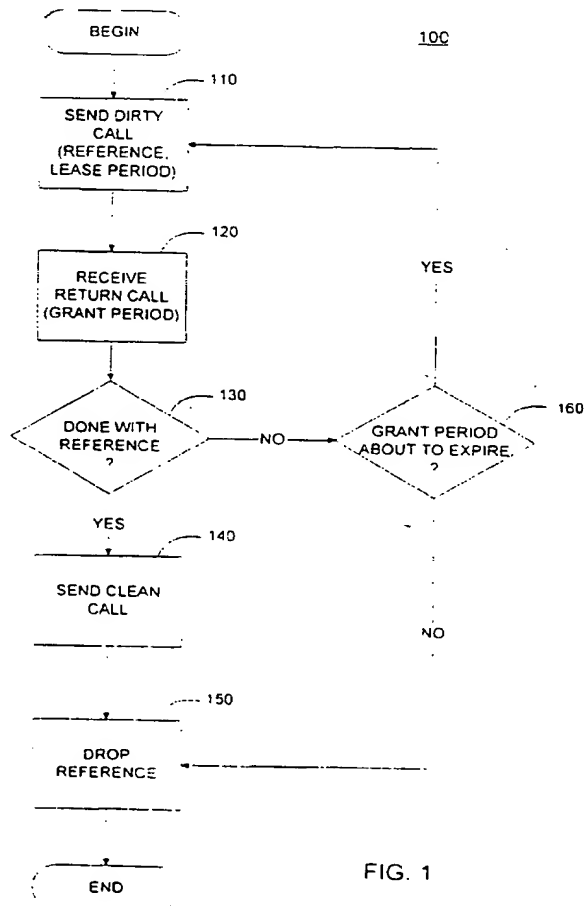 BEGIN
100
110
SEND DIRTY
CALL
(REFERENCE,
LEASE PERIOD)
120
RECEIVE
RETURN CALL
(GRANT PERIOD)
YES
130
DONE WITH
REFERENCE
?
NO
160
GRANT PERIOD
ABOUT TO EXPIRE
?
YES
140
SEND CLEAN
CALL
NO
150
DROP
REFERENCE
END
FIG. 1